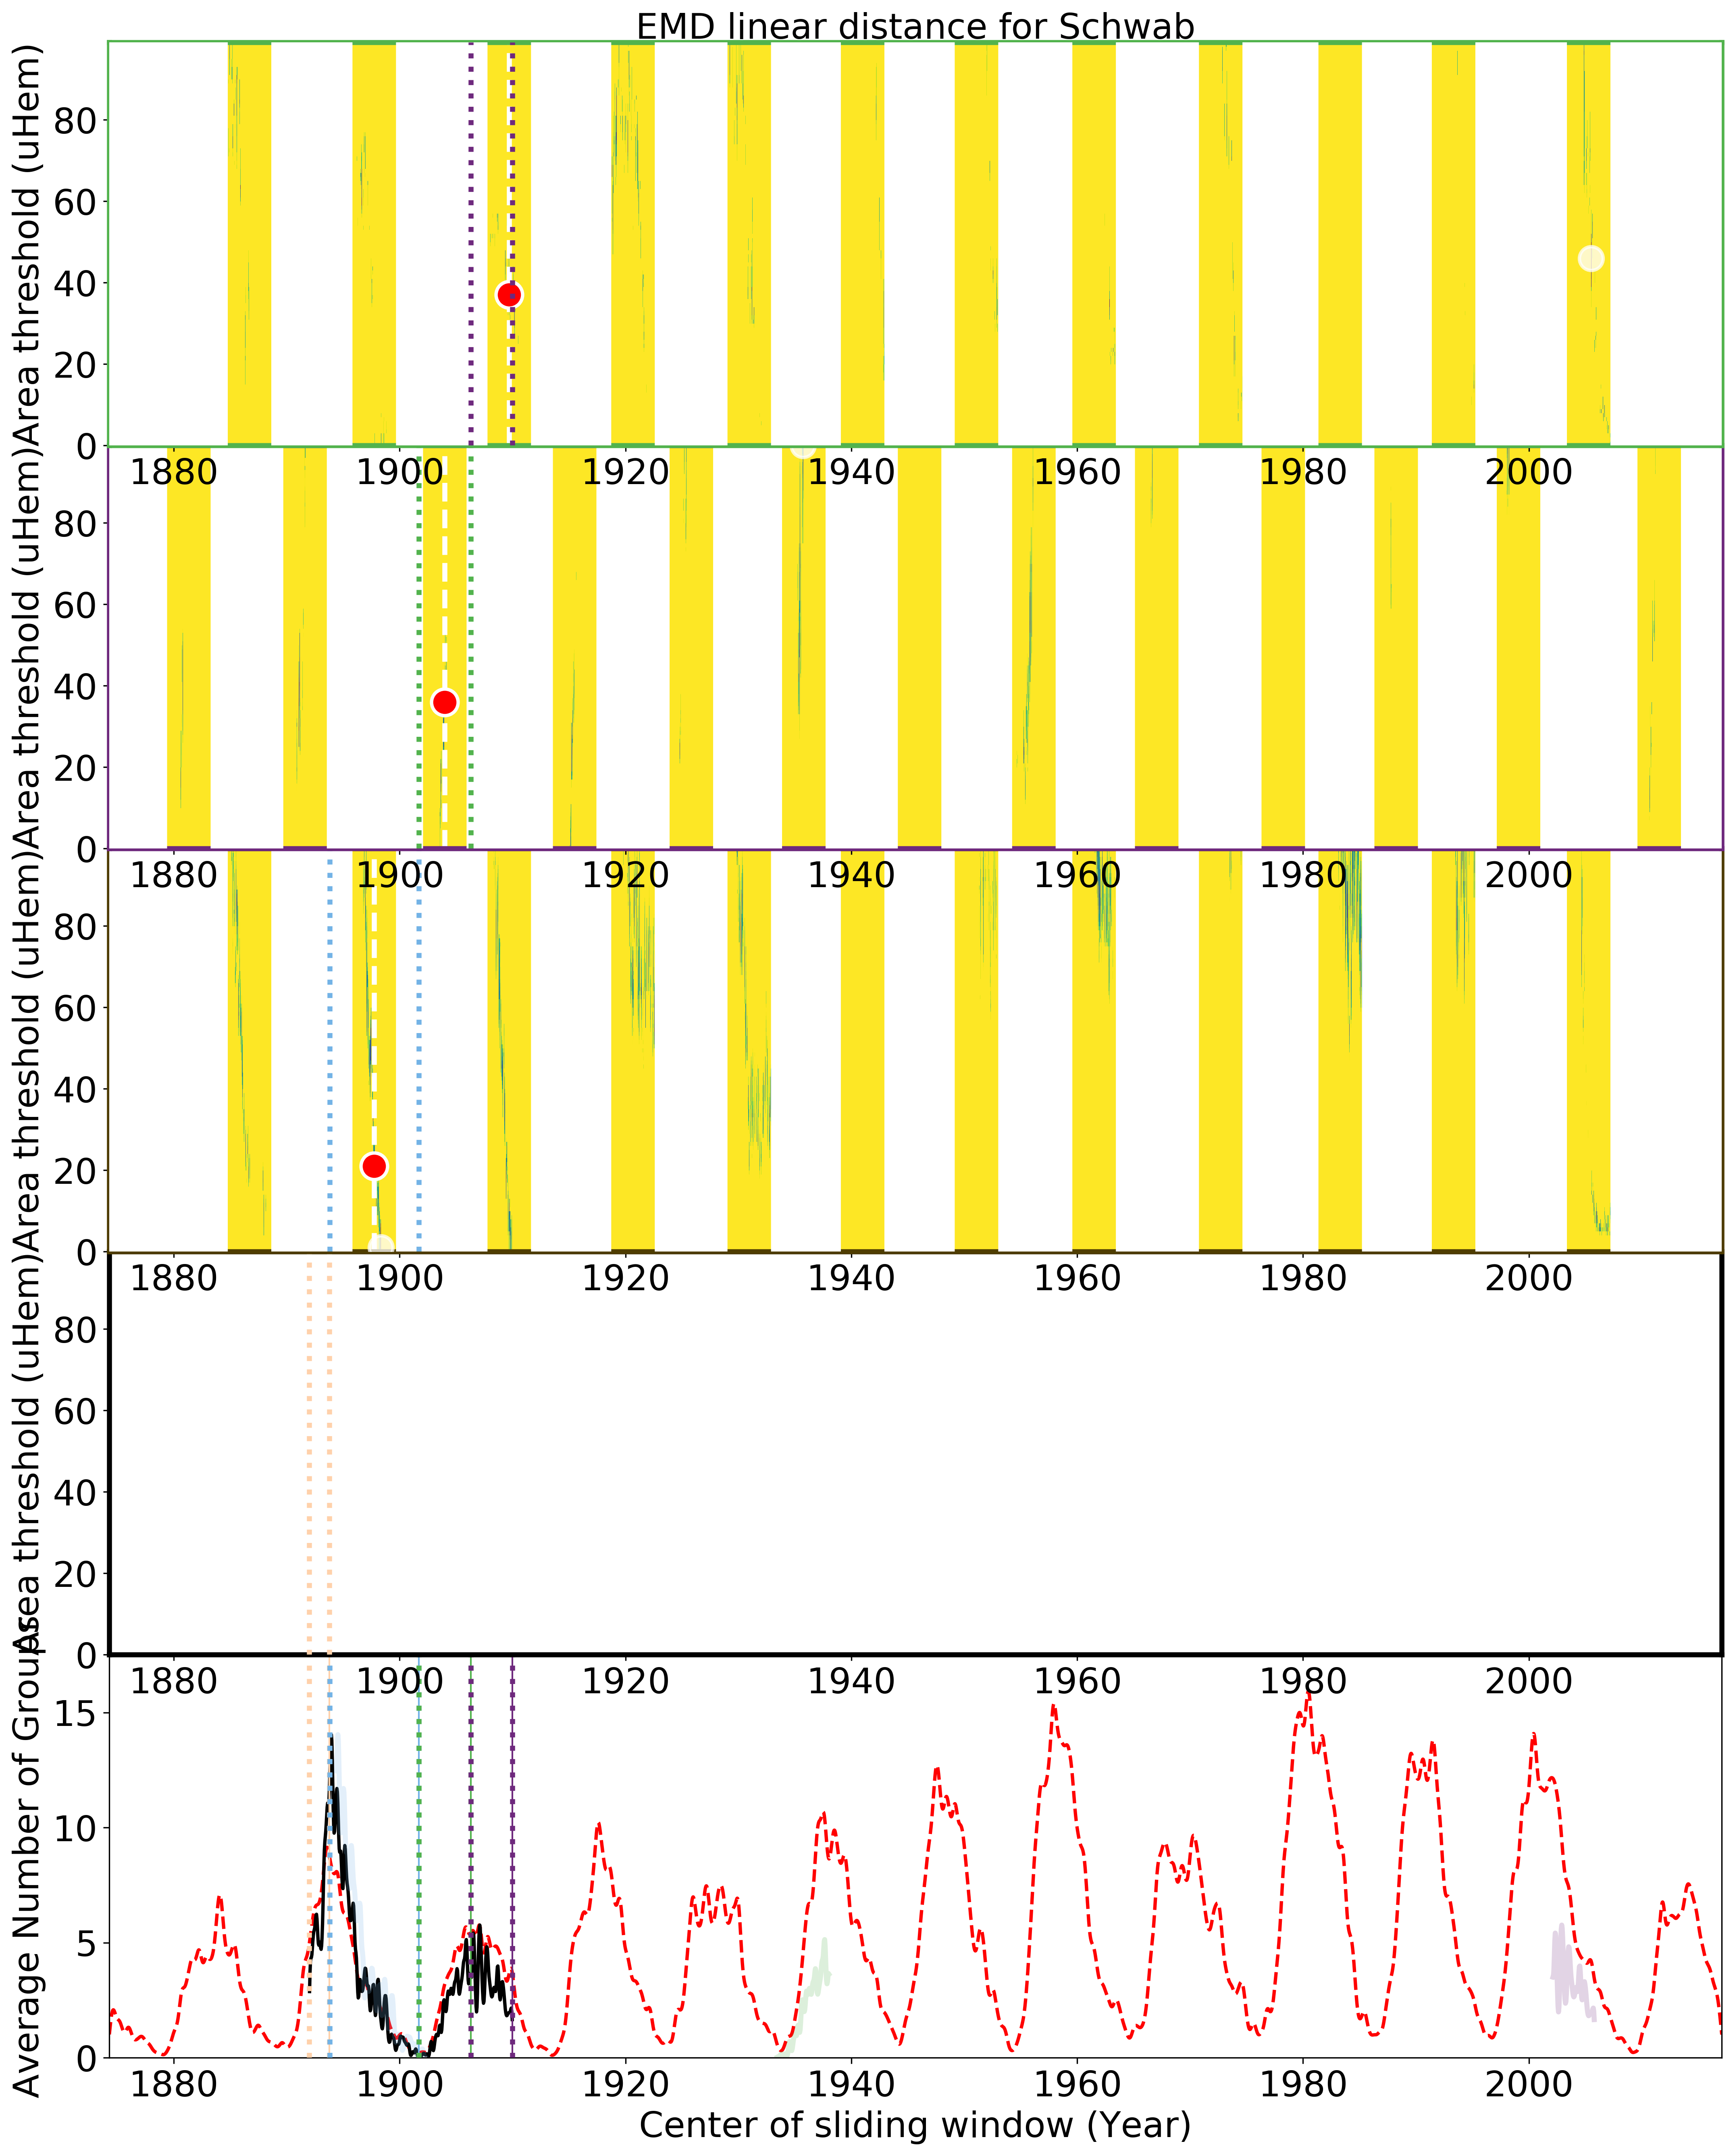 EMD linear distance for Schwab
Area threshold (uHem)
80
60
40
20
0
1880 1900 1920 1940 1960 1980 2000
Area threshold (uHem)
80
60
40
20
0
1880 1900 1920 1940 1960 1980 2000
Area threshold (uHem)
80
60
40
20
0
1880 1900 1920 1940 1960 1980 2000
Area threshold (uHem)
80
60
40
20
0
1880 1900 1920 1940 1960 1980 2000
Average Number of Groups
15
10
5
0
1880 1900 1920 1940 1960 1980 2000
Center of sliding window (Year)